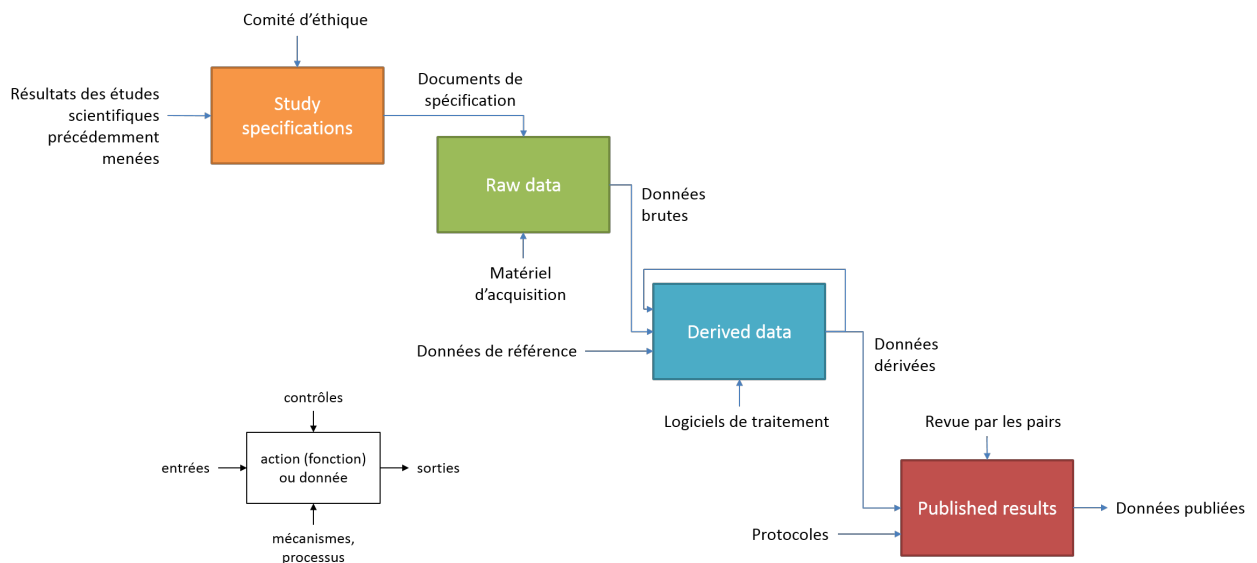 Comité d'éthique
Résultats des études
scientifiques
précédemment
menées
Study
specifications
Documents de
spécification
Raw data
Données
brutes
Matériel
d'acquisition
Derived data
Données de référence
Données
dérivées
Logiciels de traitement
contrôles
entrées
action (fonction)
ou donnée
sorties
mécanismes,
processus
Revue par les pairs
Published results
Données publiées
Protocoles